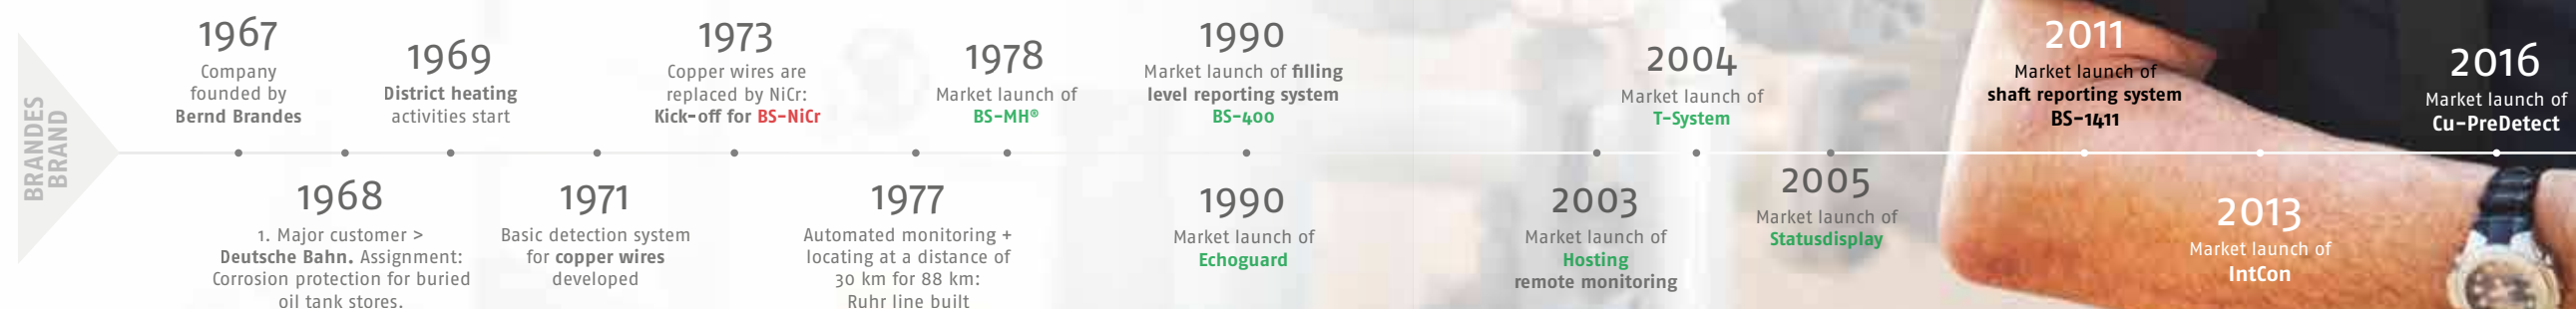 BRANDES
BRAND
1967
Company
founded by
Bernd Brandes
1968
1. Major customer >
Deutsche Bahn. Assignment:
Corrosion protection for buried
oil tank stores.
1969
District heating
activities start
1971
Basic detection system
for copper wires
developed
1973
Copper wires are
replaced by NiCr:
Kick-off for BS-NiCr
1977
Automated monitoring +
locating at a distance of
30 km for 88 km:
Ruhr line built
1978
Market launch of
BS-MH®
1990
Market launch of filling
level reporting system
BS-400
1990
Market launch of
Echoguard
2003
Market launch of
Hosting
remote monitoring
2004
Market launch of
T-System
2005
Market launch of
Statusdisplay
2011
Market launch of
shaft reporting system
BS-1411
2013
Market launch of
IntCon
2016
Market launch of
Cu-PreDetect